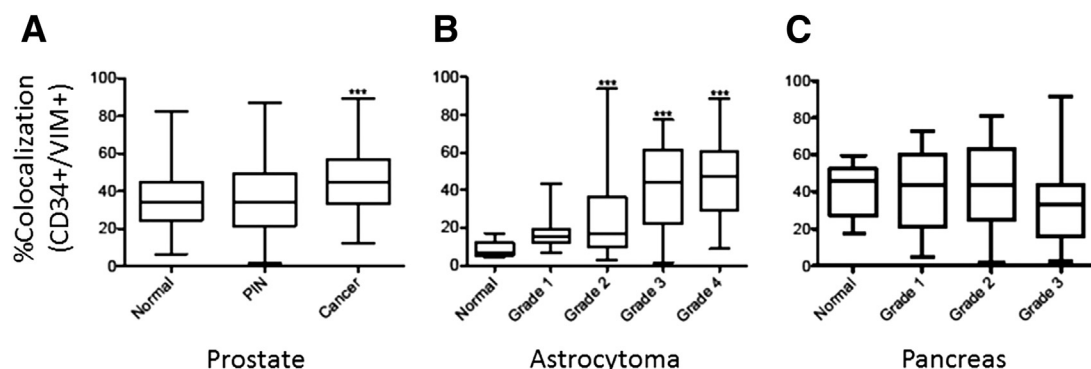 A
B
C
%Colocalization
(CD34+/VIM+)
100
80
60
40
20
0
***
Normal
PIN
Cancer
Prostate
100
80
60
40
20
0
***
***
***
Normal
Grade 1
Grade 2
Grade 3
Grade 4
Astrocytoma
100
80
60
40
20
0
Normal
Grade 1
Grade 2
Grade 3
Pancreas